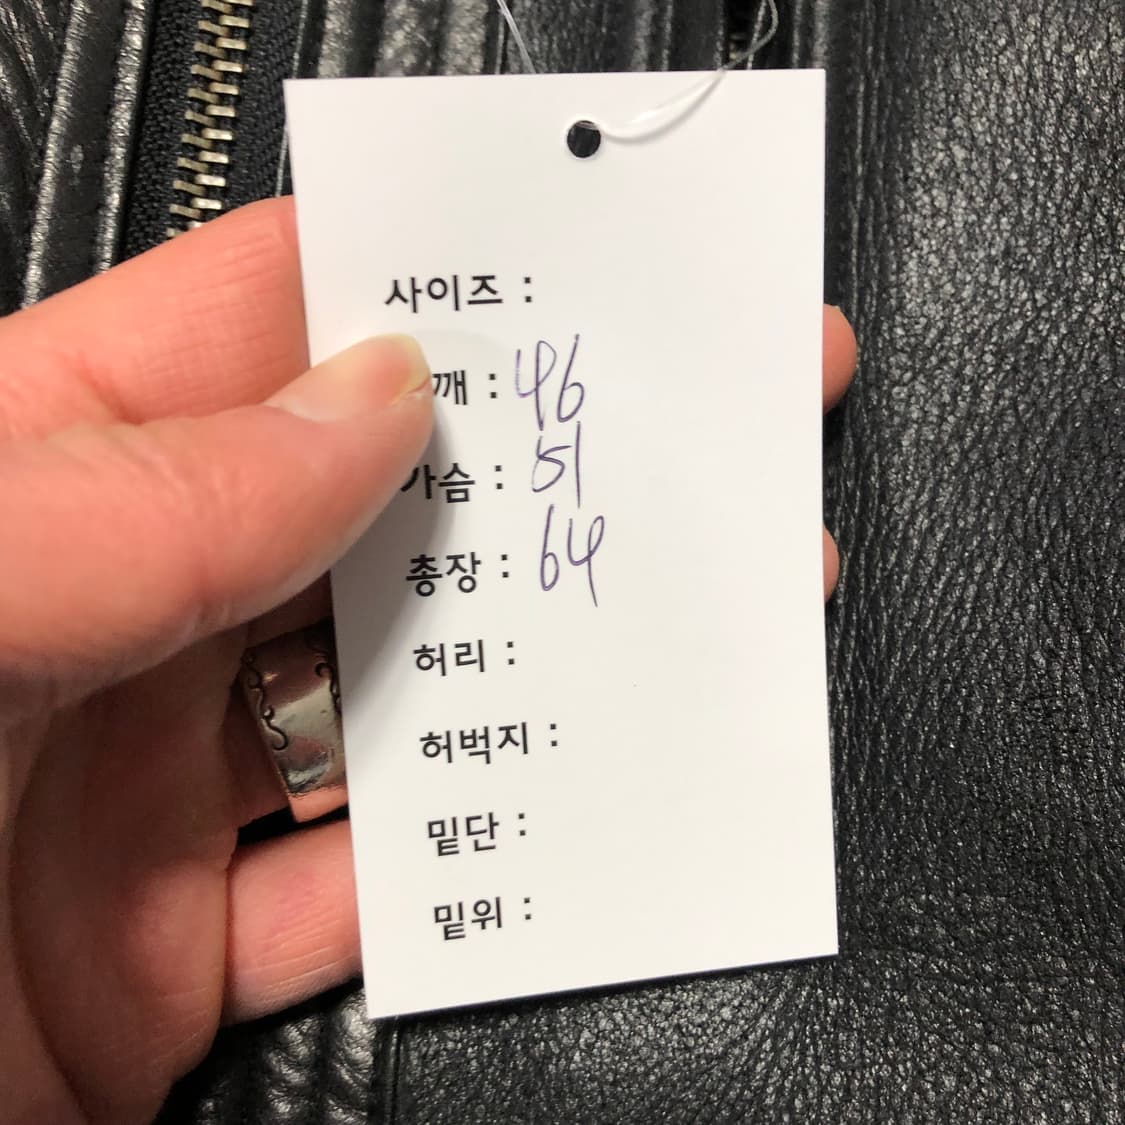 사이즈 :
깨 : 46
가슴 : 51
총장 : 64
허리 :
허벅지 :
밑단 :
밑위 :